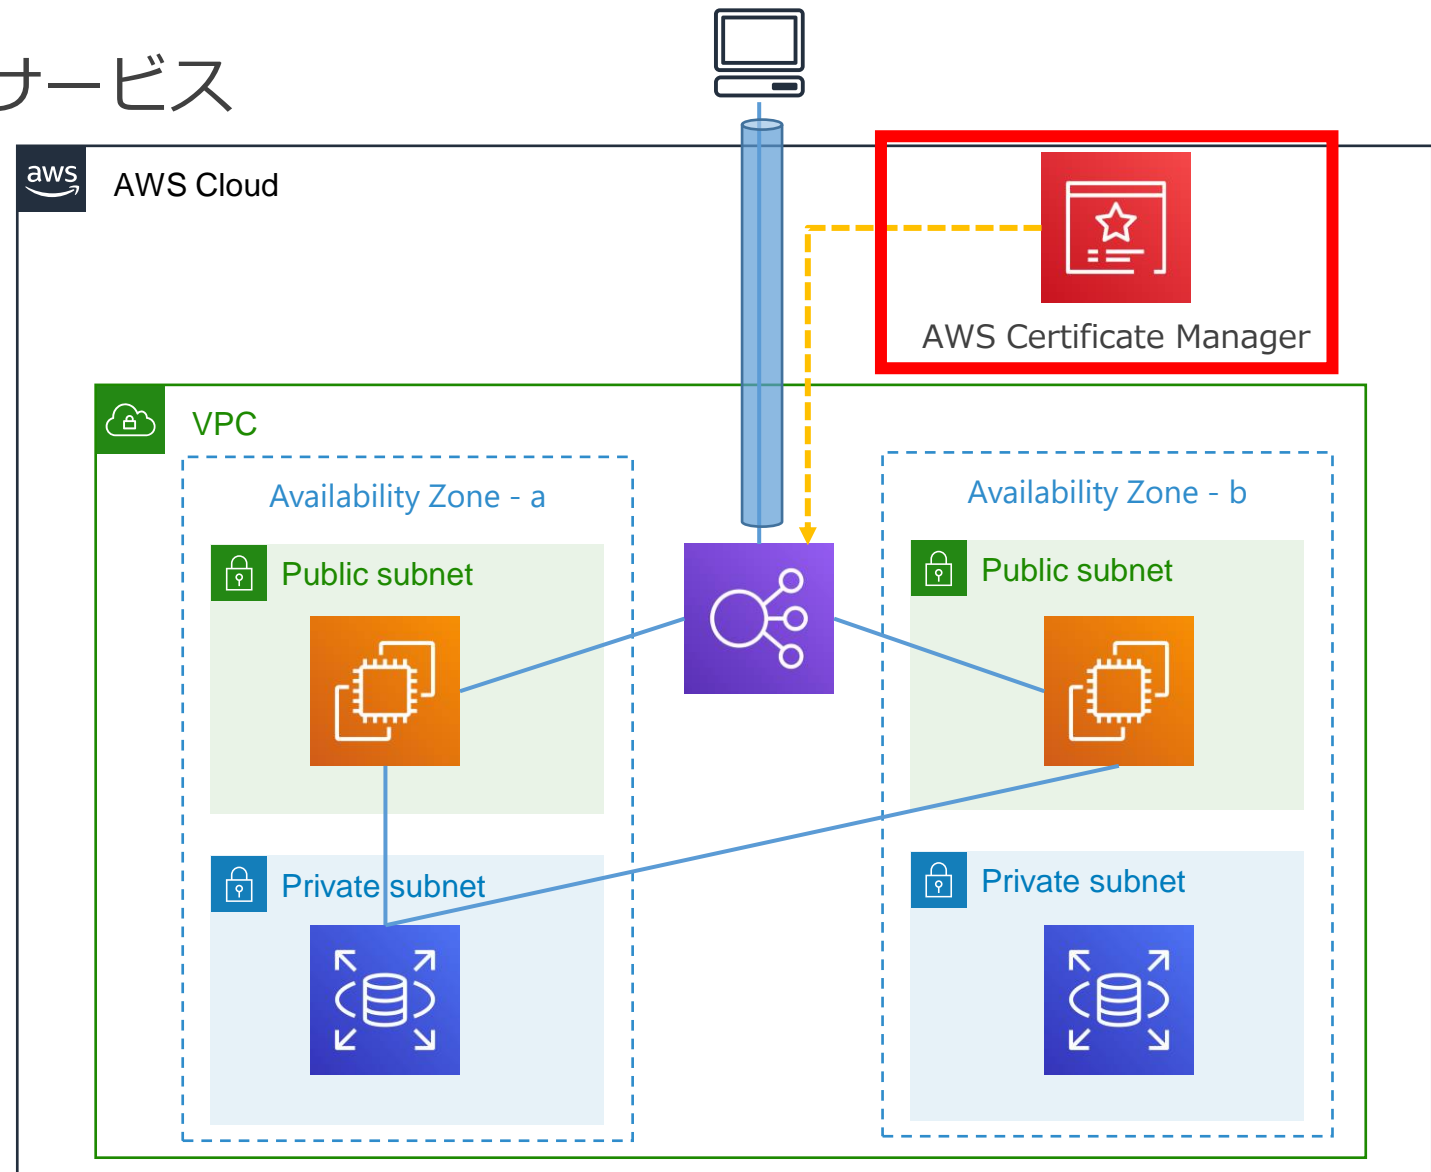 サービス
aws
AWS Cloud
AWS Certificate Manager
VPC
Availability Zone - a
Availability Zone - b
Public subnet
Public subnet
Private subnet
Private subnet